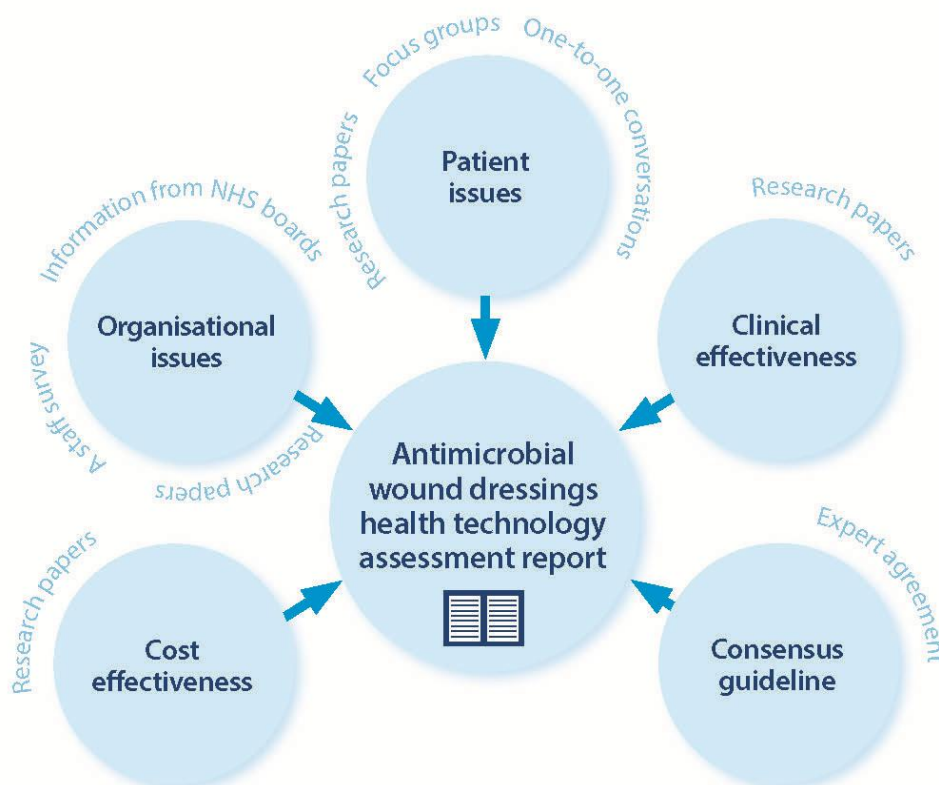 Focus groups
One-to-one conversations
Research papers
Patient
issues
Information from NHS boards
A staff survey
Research papers
Organisational
issues
Research papers
Clinical
effectiveness
Antimicrobial
wound dressings
health technology
assessment report
Research papers
Cost
effectiveness
Expert agreement
Consensus
guideline